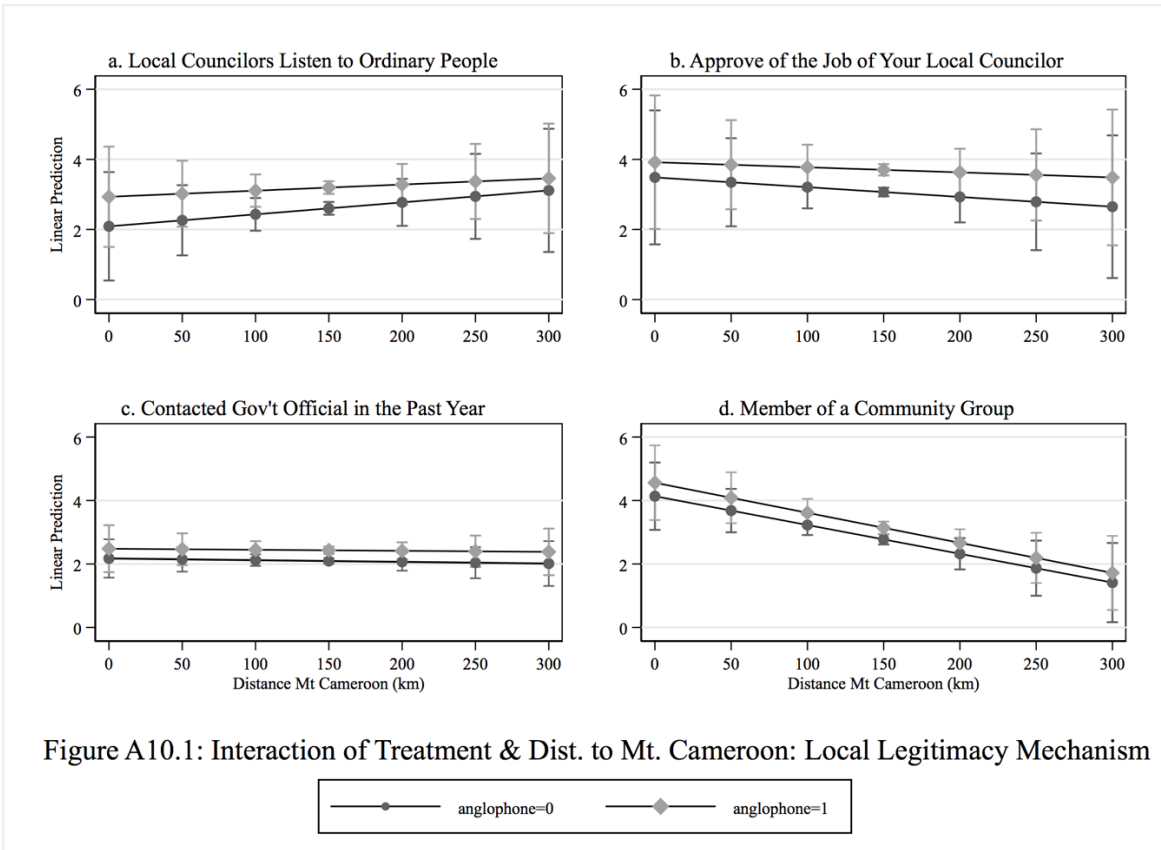 a. Local Councilors Listen to Ordinary People
Linear Prediction
6
4
2
0
0 50 100 150 200 250 300
b. Approve of the Job of Your Local Councilor
6
4
2
0
0 50 100 150 200 250 300
c. Contacted Gov't Official in the Past Year
Linear Prediction
6
4
2
0
0 50 100 150 200 250 300
Distance Mt Cameroon (km)
d. Member of a Community Group
6
4
2
0
0 50 100 150 200 250 300
Distance Mt Cameroon (km)
Figure A10.1: Interaction of Treatment & Dist. to Mt. Cameroon: Local Legitimacy Mechanism
anglophone=0 anglophone=1